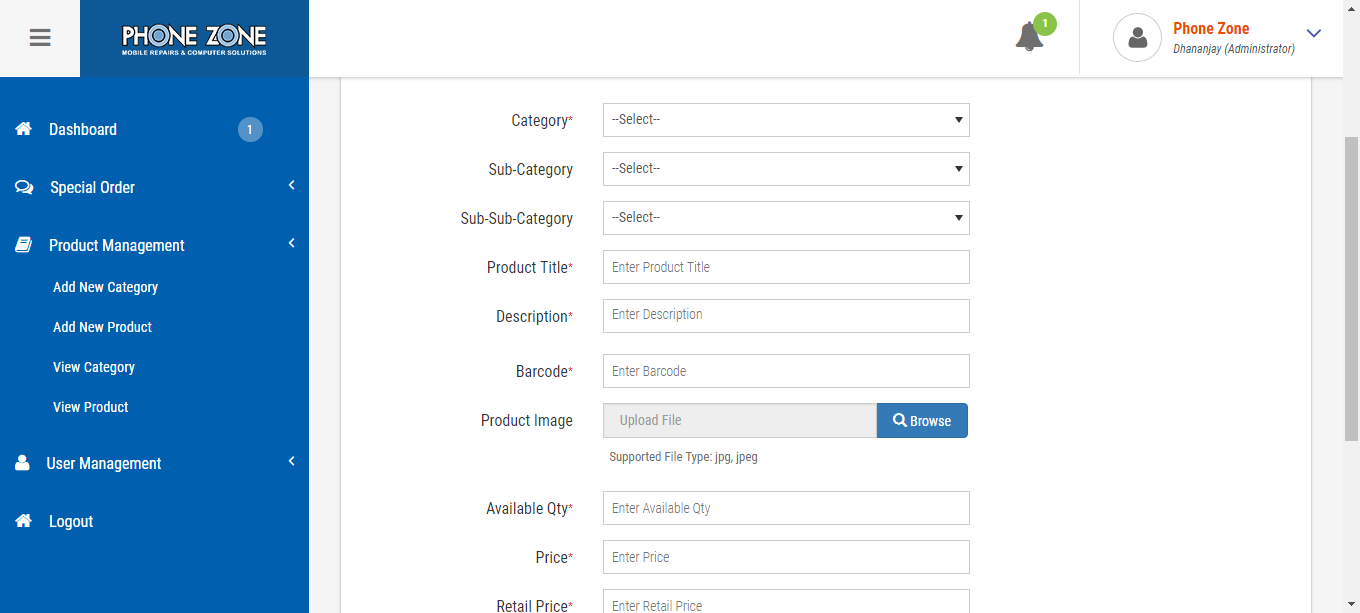 PHONE ZONE
MOBILE REPAIRS & COMPUTER SOLUTIONS
1
Phone Zone
Dhananjay (Administrator)
Dashboard
1
Special Order
Product Management
Add New Category
Add New Product
View Category
View Product
User Management
Logout
Category*
--Select--
Sub-Category
--Select--
Sub-Sub-Category
--Select--
Product Title*
Enter Product Title
Description*
Enter Description
Barcode*
Enter Barcode
Product Image
Upload File
Browse
Supported File Type: jpg, jpeg
Available Qty*
Enter Available Qty
Price*
Enter Price
Retail Price*
Enter Retail Price